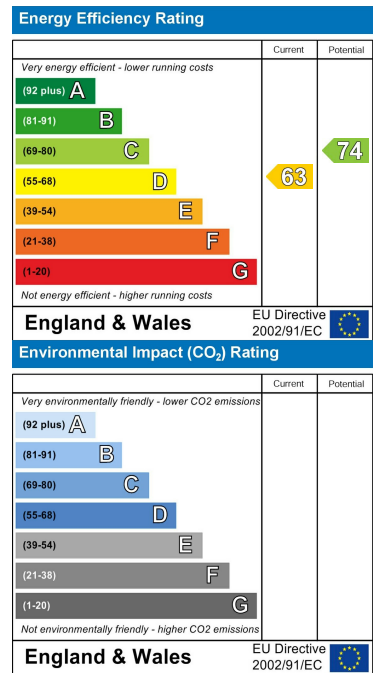 Energy Efficiency Rating
Current Potential
Very energy efficient - lower running costs
(92 plus) A
(81-91) B
(69-80) C 74
(55-68) D 63
(39-54) E
(21-38) F
(1-20) G
Not energy efficient - higher running costs
England & Wales EU Directive 2002/91/EC
Environmental Impact (CO₂) Rating
Current Potential
Very environmentally friendly - lower CO2 emissions
(92 plus) A
(81-91) B
(69-80) C
(55-68) D
(39-54) E
(21-38) F
(1-20) G
Not environmentally friendly - higher CO2 emissions
England & Wales EU Directive 2002/91/EC